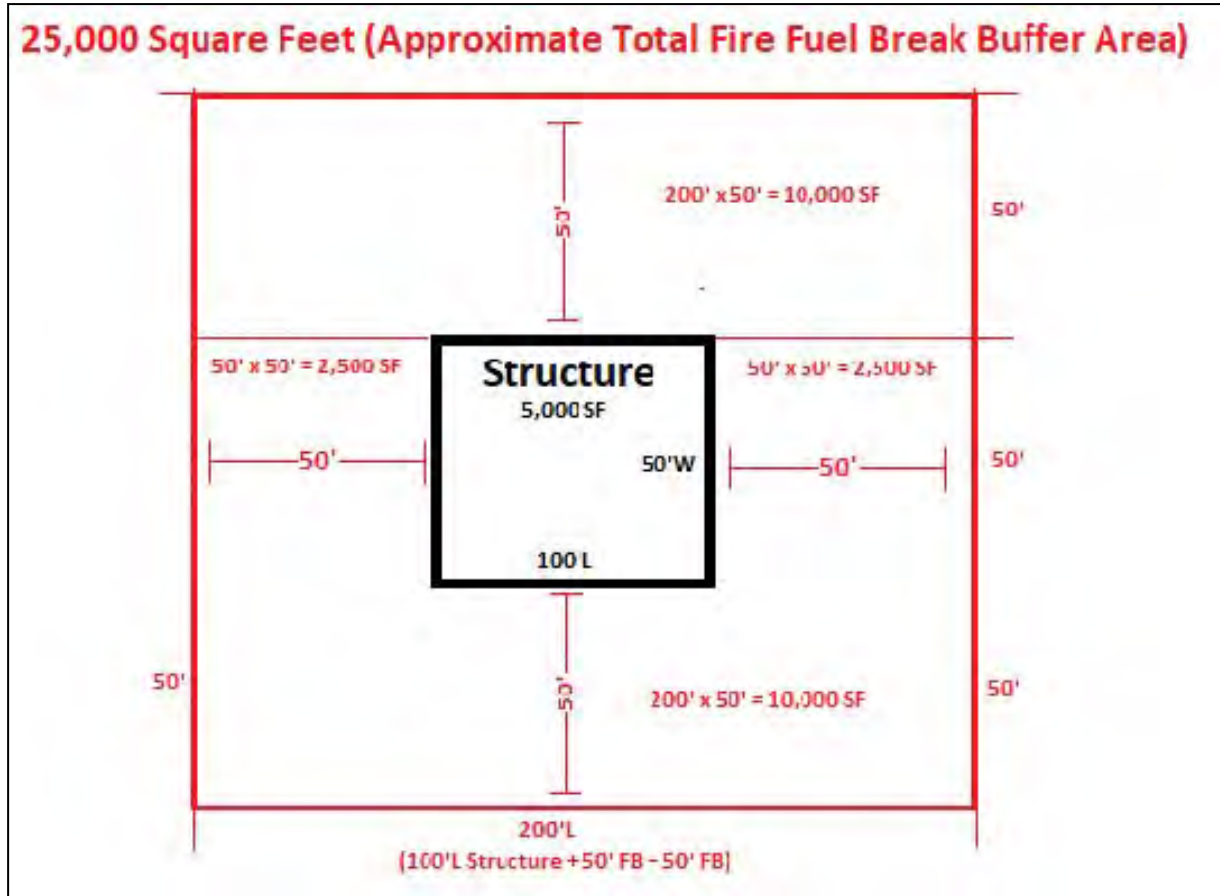 25,000 Square Feet (Approximate Total Fire Fuel Break Buffer Area)
50'
200' x 50' = 10,000 SF
50'
50' x 50' = 2,500 SF
Structure
5,000 SF
50' x 50' = 2,500 SF
50'
50'W
50'
50'
100 L
50'
50'
200' x 50' = 10,000 SF
50'
200'L
(100'L Structure + 50' FB - 50' FB)